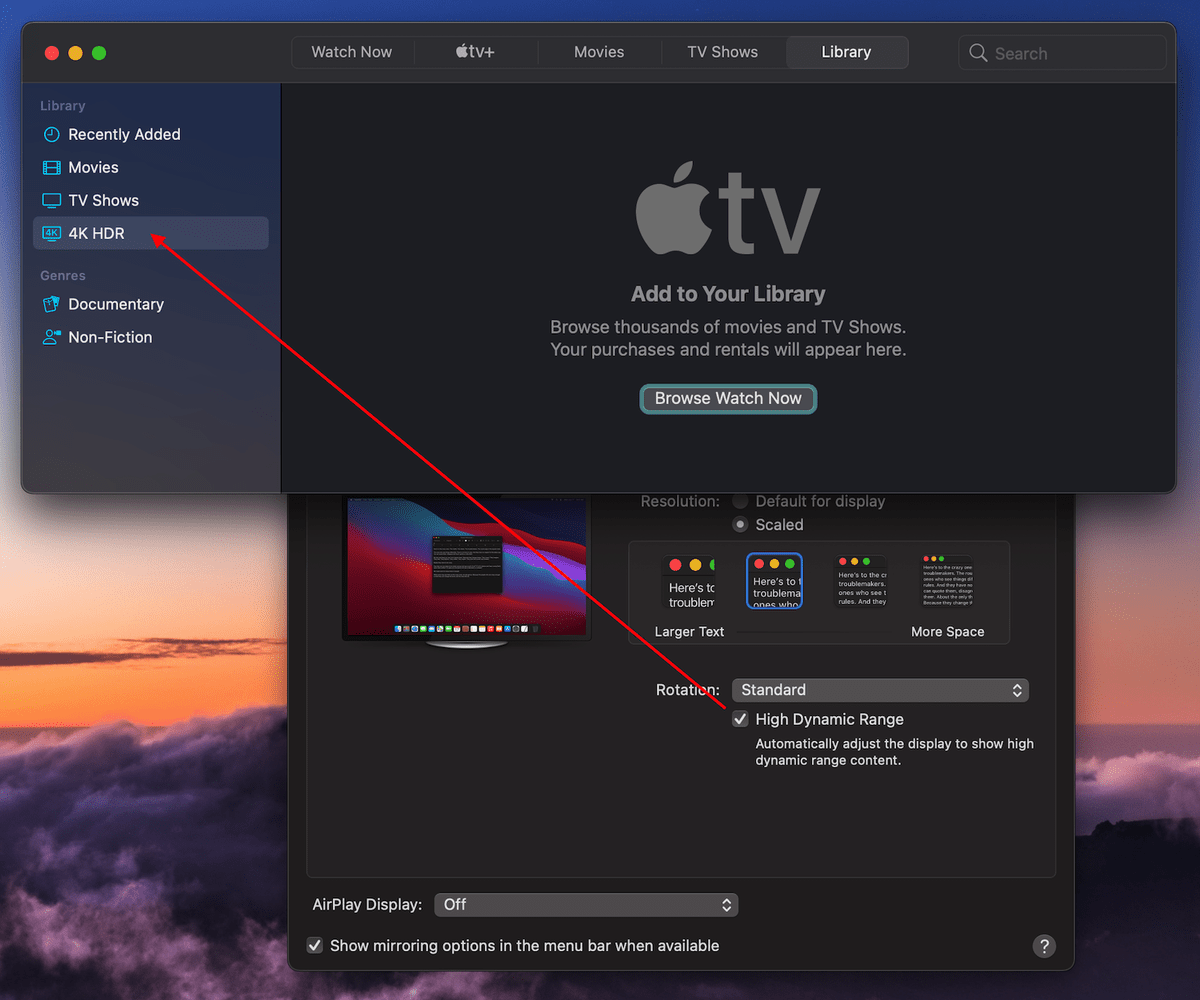 Watch Now
tv+
Movies
TV Shows
Library
Search
Library
Recently Added
Movies
TV Shows
4K
4K HDR
Genres
Documentary
Non-Fiction
tv
Add to Your Library
Browse thousands of movies and TV Shows.
Your purchases and rentals will appear here.
Browse Watch Now
Resolution:
Default for display
Scaled
Here's to
troublem
Here's to t
troublema
ones who
Here's to the cr
troublemakers.
ones who see t
rules. And they
Here's to the crazy one
troublemakers. The rou
ones who see things dif
rules. And they have no
can quote them, disagr
them. About the only th
Because they change t
Larger Text
More Space
Rotation:
Standard
High Dynamic Range
Automatically adjust the display to show high
dynamic range content.
AirPlay Display:
Off
Show mirroring options in the menu bar when available
?